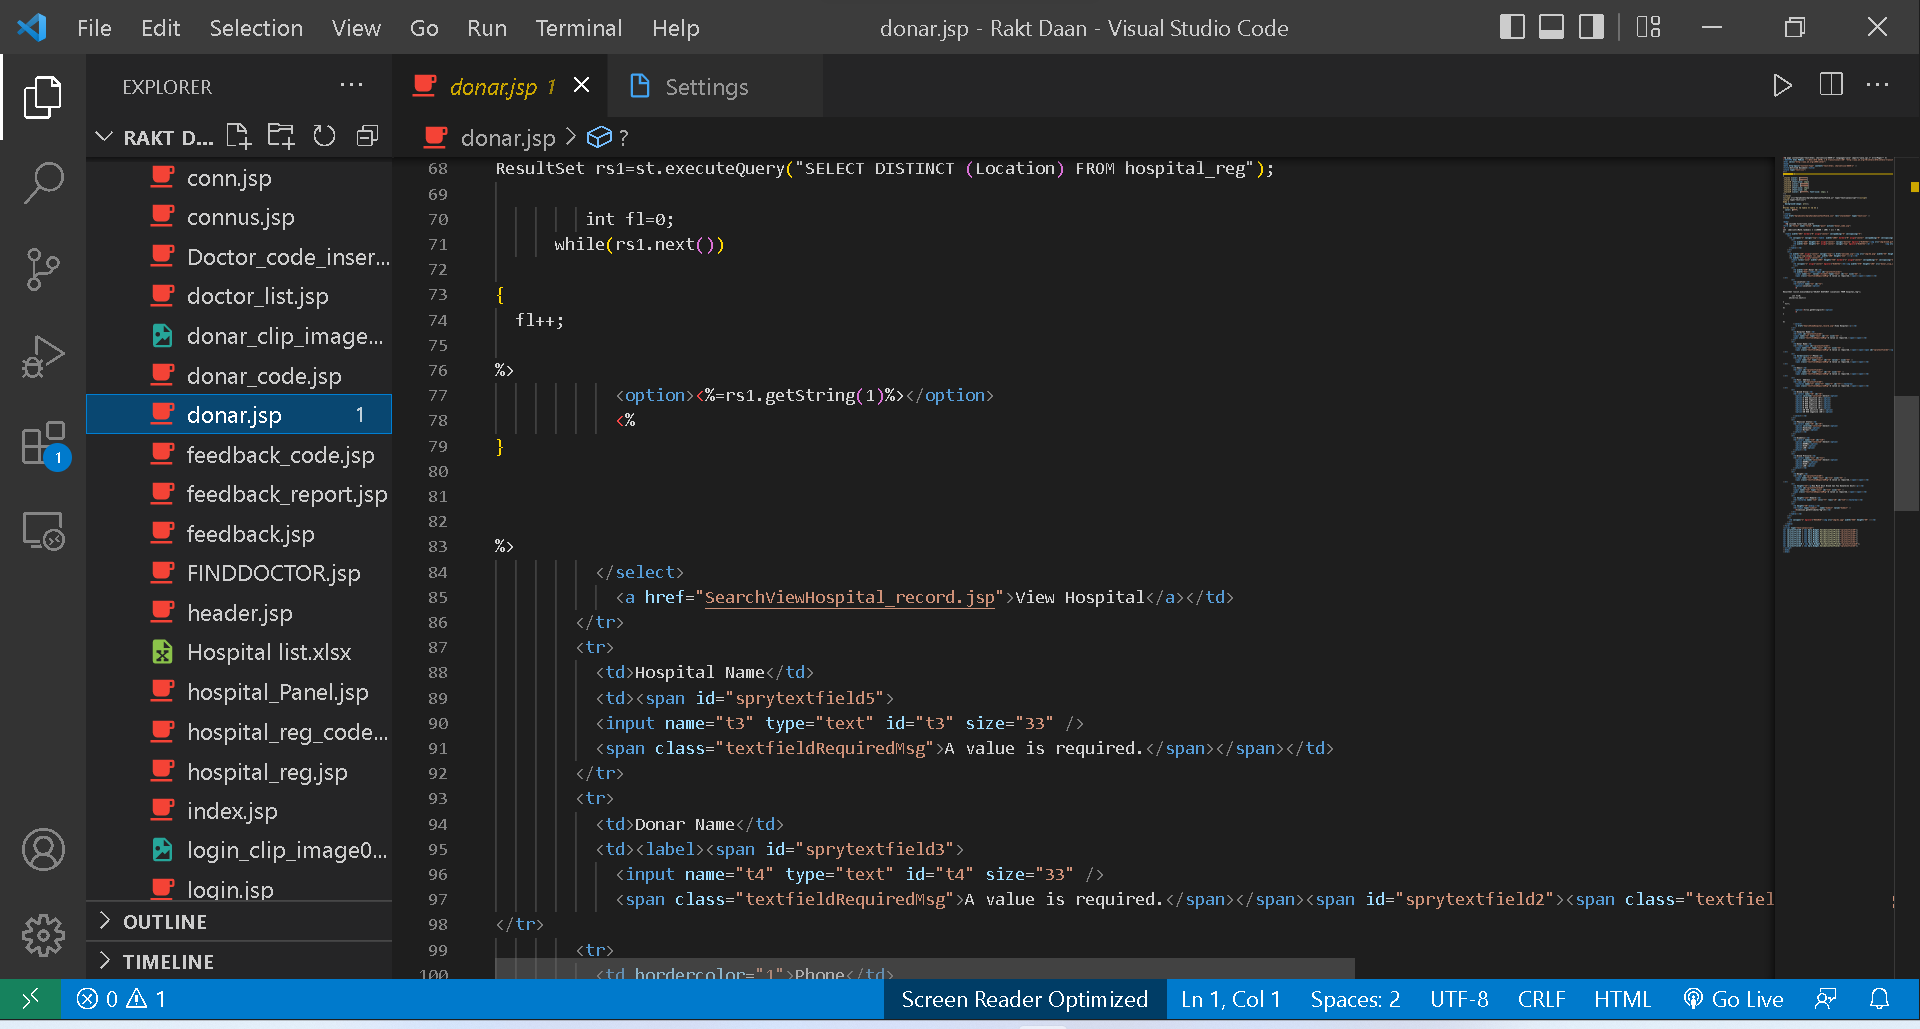 File Edit Selection View Go Run Terminal Help donar.jsp - Rakt Daan - Visual Studio Code
EXPLORER
RAKT D...
conn.jsp
connus.jsp
Doctor_code_inser...
doctor_list.jsp
donar_clip_image...
donar_code.jsp
donar.jsp 1
feedback_code.jsp
feedback_report.jsp
feedback.jsp
FINDDOCTOR.jsp
header.jsp
Hospital list.xlsx
hospital_Panel.jsp
hospital_reg_code...
hospital_reg.jsp
index.jsp
login_clip_image0...
login.jsp
OUTLINE
TIMELINE
1
donar.jsp 1 Settings
donar.jsp > ?
68 ResultSet rs1=st.executeQuery("SELECT DISTINCT (Location) FROM hospital_reg");
69
70 int fl=0;
71 while(rs1.next())
72
73 {
74 fl++;
75
76 %>
77 <option><%=rs1.getString(1)%></option>
78 <%
79 }
80
81
82
83 %>
84 </select>
85 <a href="SearchViewHospital_record.jsp">View Hospital</a></td>
86 </tr>
87 <tr>
88 <td>Hospital Name</td>
89 <td><span id="sprytextfield5">
90 <input name="t3" type="text" id="t3" size="33" />
91 <span class="textfieldRequiredMsg">A value is required.</span></span></td>
92 </tr>
93 <tr>
94 <td>Donar Name</td>
95 <td><label><span id="sprytextfield3">
96 <input name="t4" type="text" id="t4" size="33" />
97 <span class="textfieldRequiredMsg">A value is required.</span></span><span id="sprytextfield2"><span class="textfiel
98 </tr>
99 <tr>
100 <td bordercolor="1">Phone</td>
0 1 Screen Reader Optimized Ln 1, Col 1 Spaces: 2 UTF-8 CRLF HTML Go Live